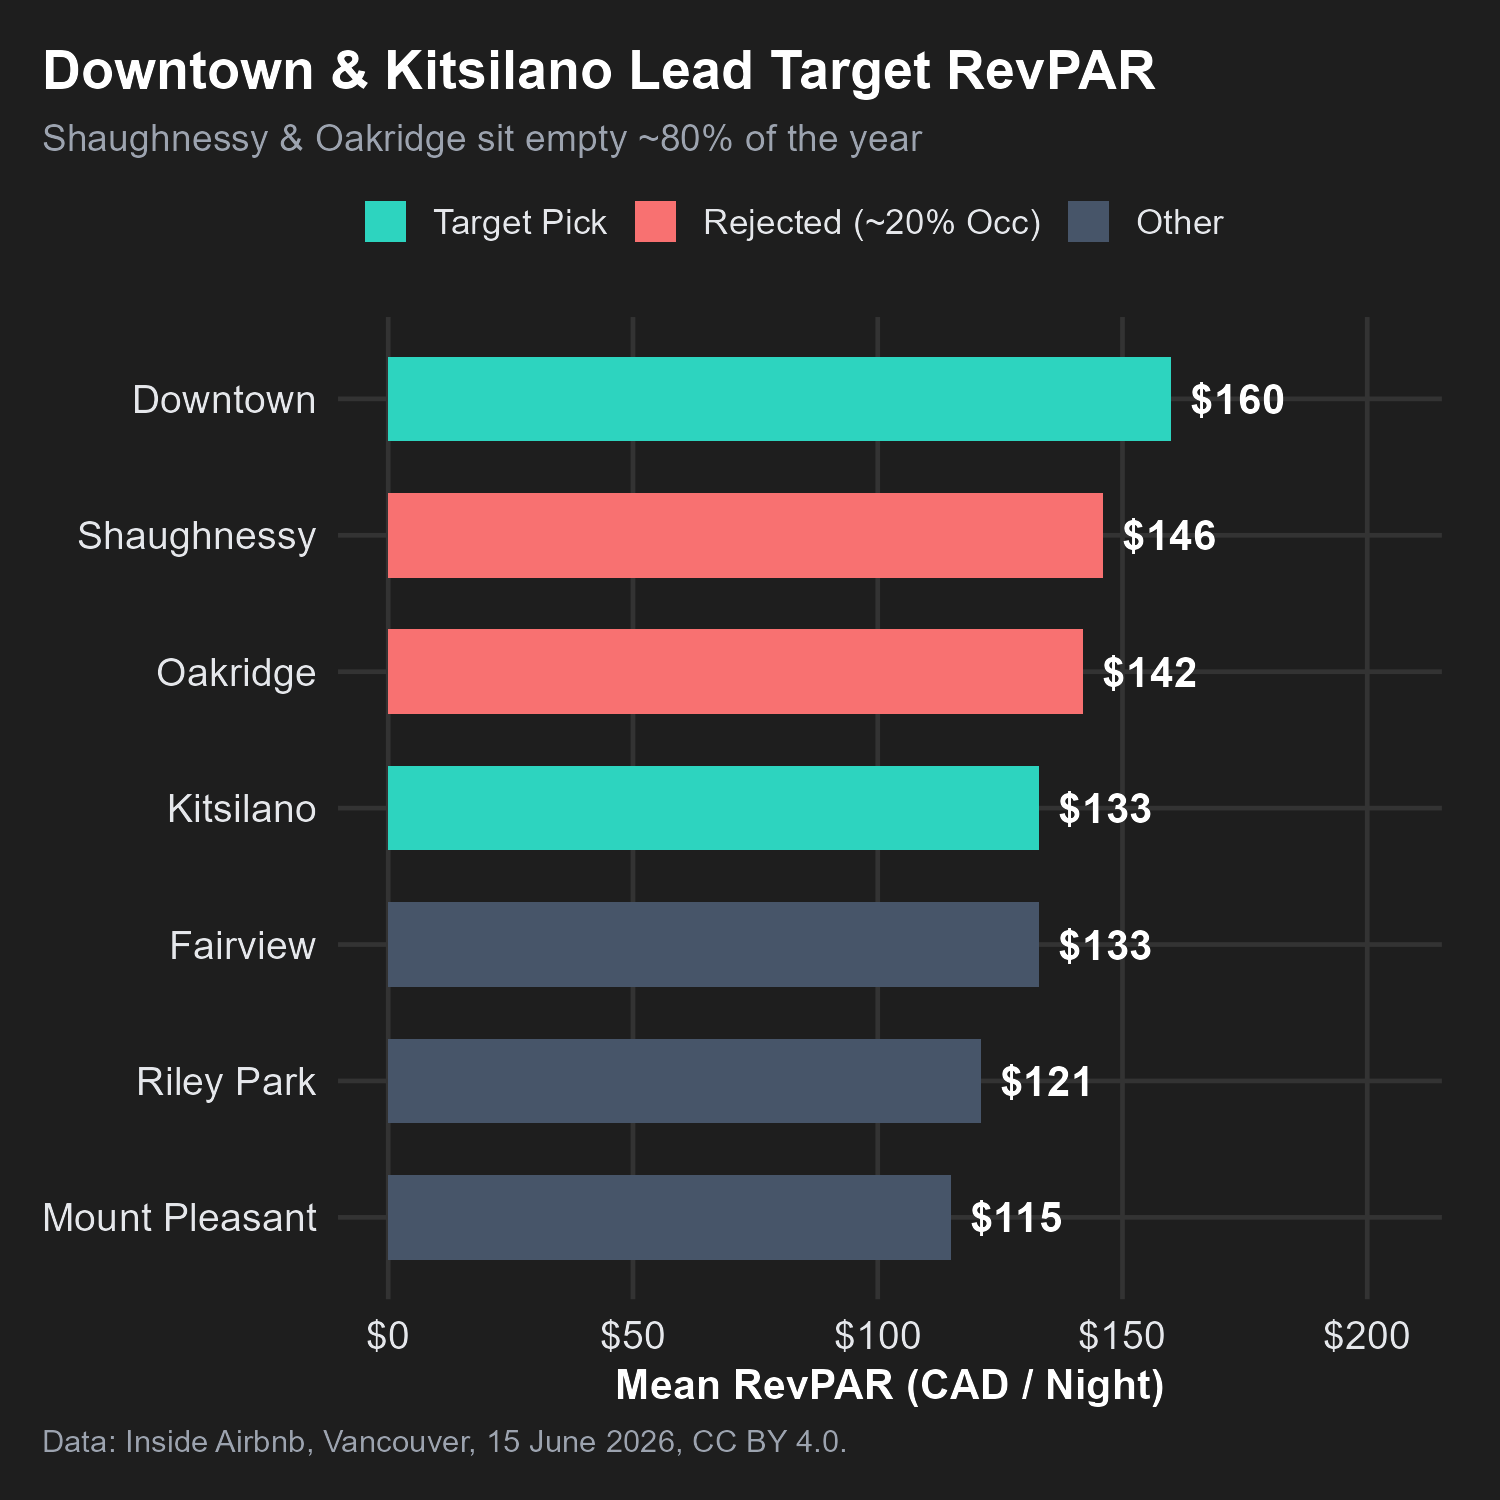 Downtown & Kitsilano Lead Target RevPAR
Shaughnessy & Oakridge sit empty ~80% of the year
Target Pick Rejected (~20% Occ) Other
Downtown $160
Shaughnessy $146
Oakridge $142
Kitsilano $133
Fairview $133
Riley Park $121
Mount Pleasant $115
$0 $50 $100 $150 $200
Mean RevPAR (CAD / Night)
Data: Inside Airbnb, Vancouver, 15 June 2026, CC BY 4.0.